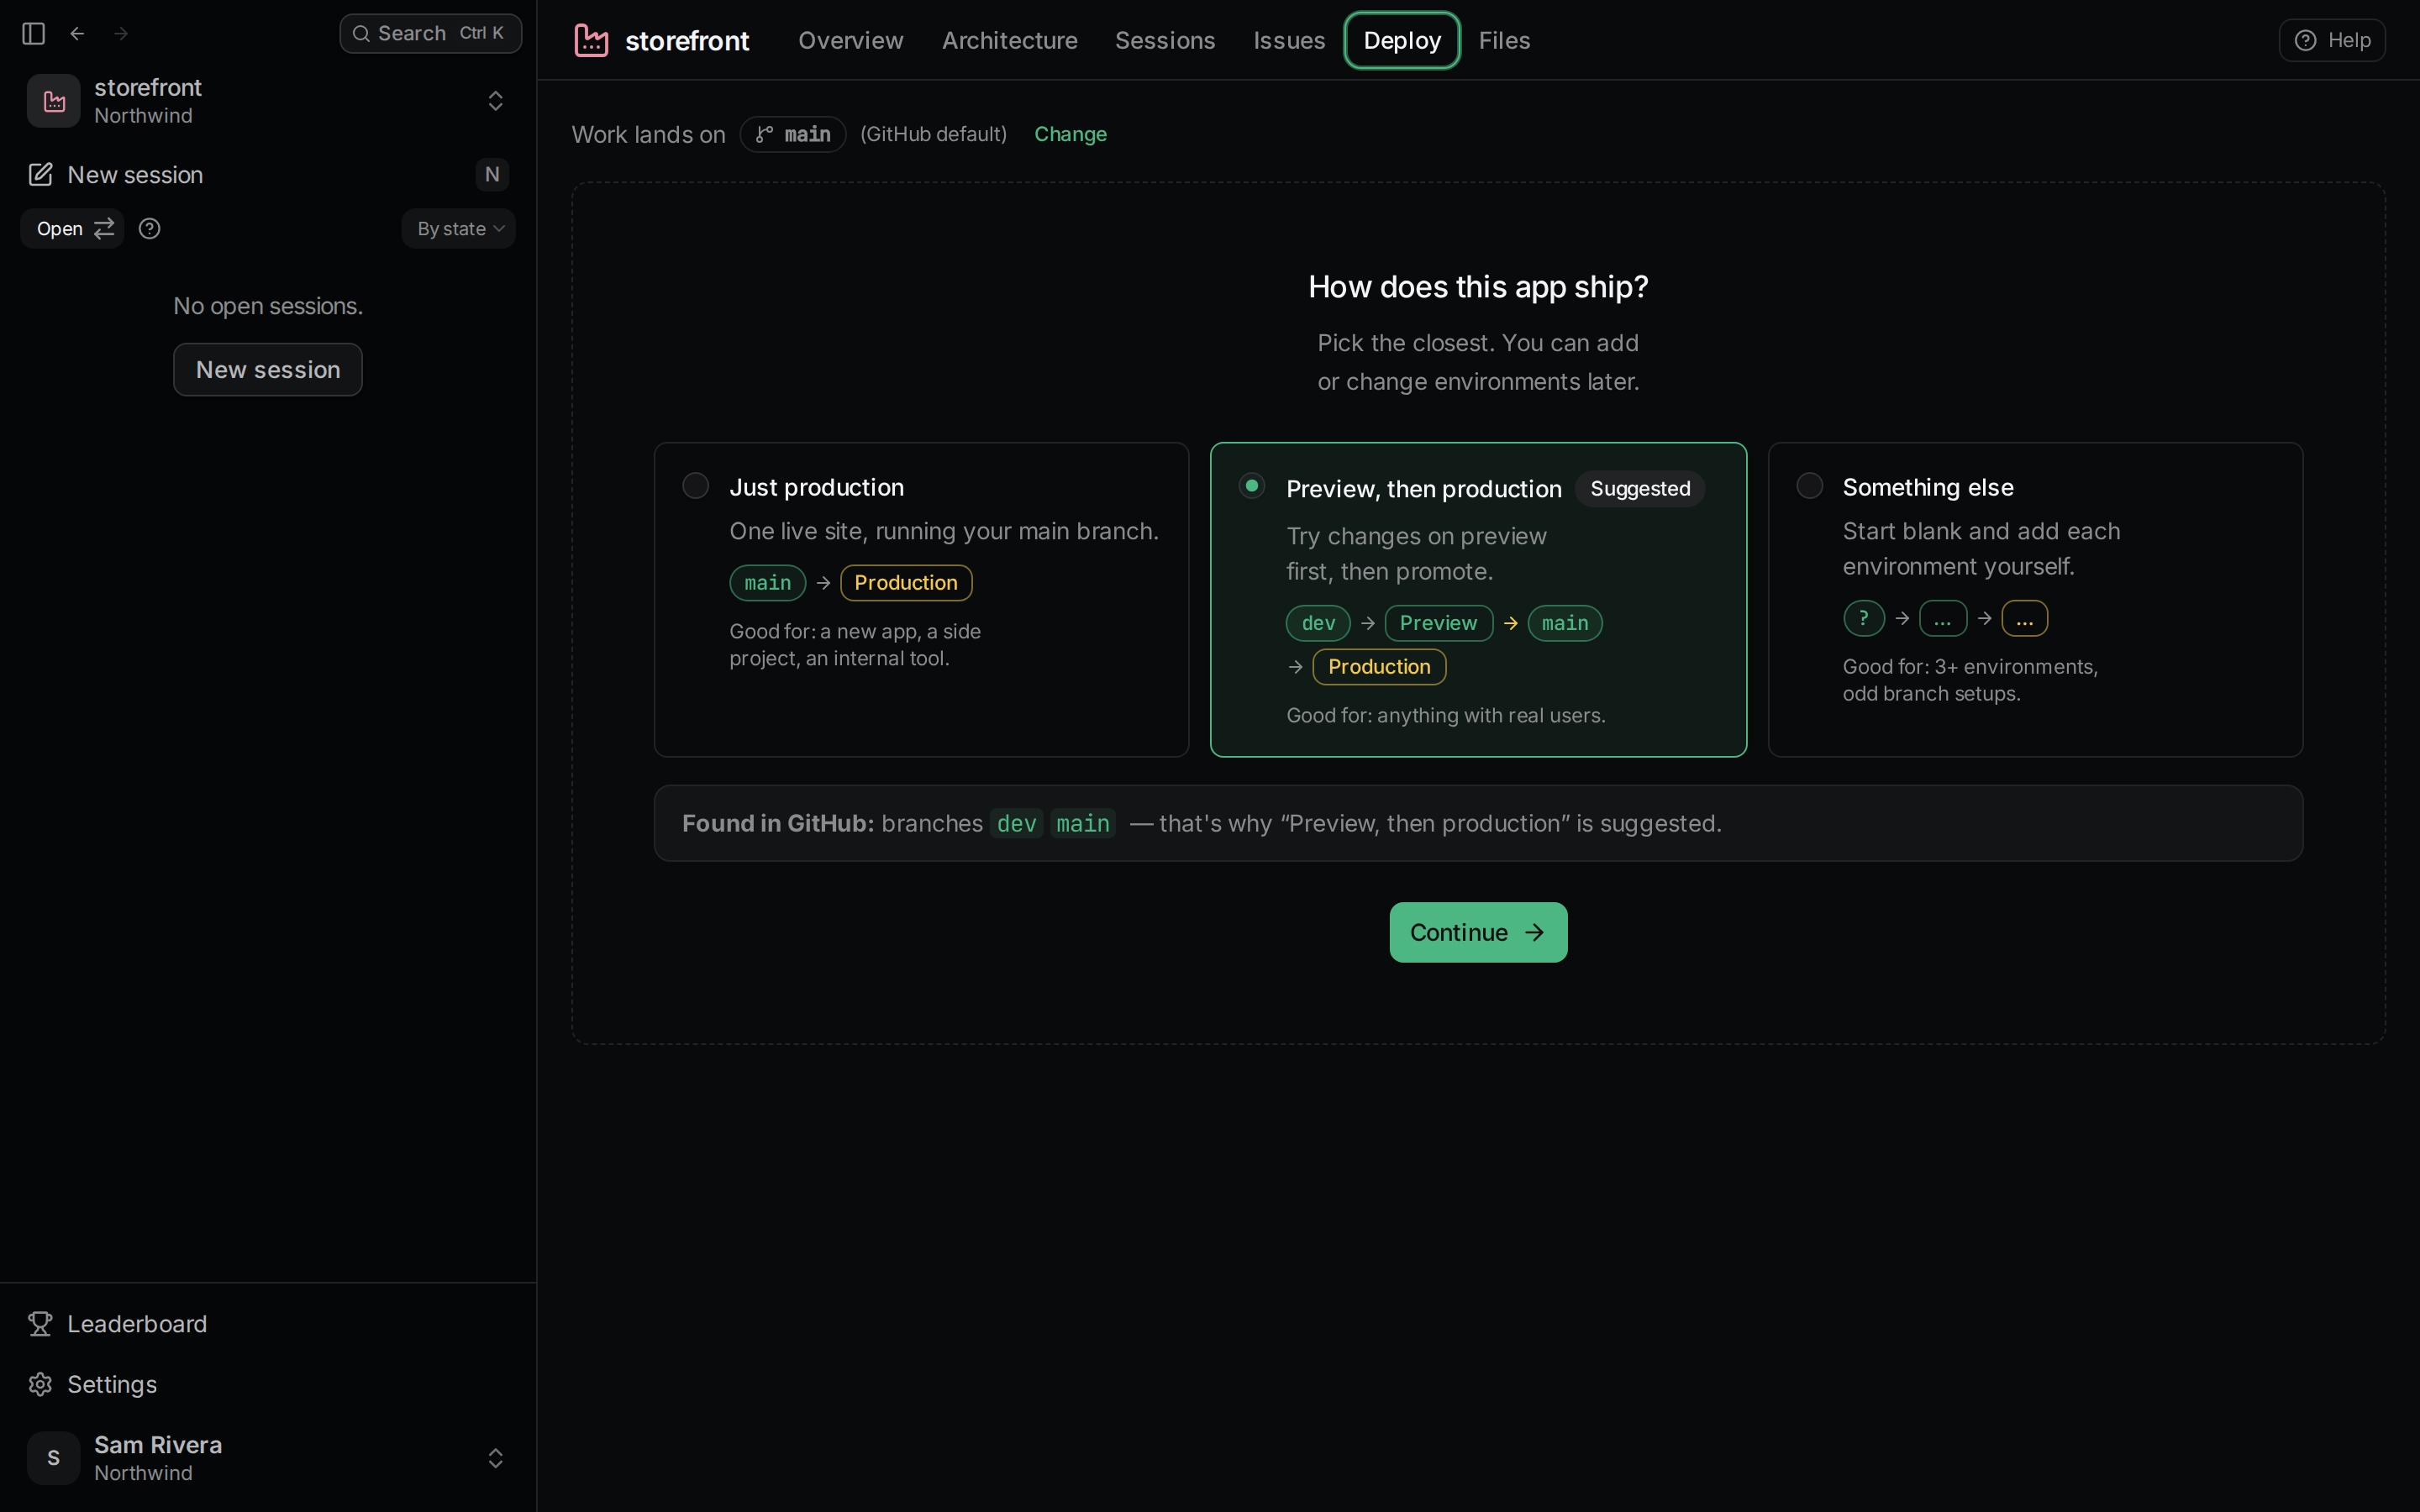 Search Ctrl K
storefront
Northwind
New session N
Open By state
No open sessions.
New session
Leaderboard
Settings
S Sam Rivera
Northwind
storefront Overview Architecture Sessions Issues Deploy Files Help
Work lands on main (GitHub default) Change
How does this app ship?
Pick the closest. You can add
or change environments later.
Just production
One live site, running your main branch.
main → Production
Good for: a new app, a side
project, an internal tool.
Preview, then production Suggested
Try changes on preview
first, then promote.
dev → Preview → main
→ Production
Good for: anything with real users.
Something else
Start blank and add each
environment yourself.
? → ... → ...
Good for: 3+ environments,
odd branch setups.
Found in GitHub: branches dev main — that's why “Preview, then production” is suggested.
Continue →